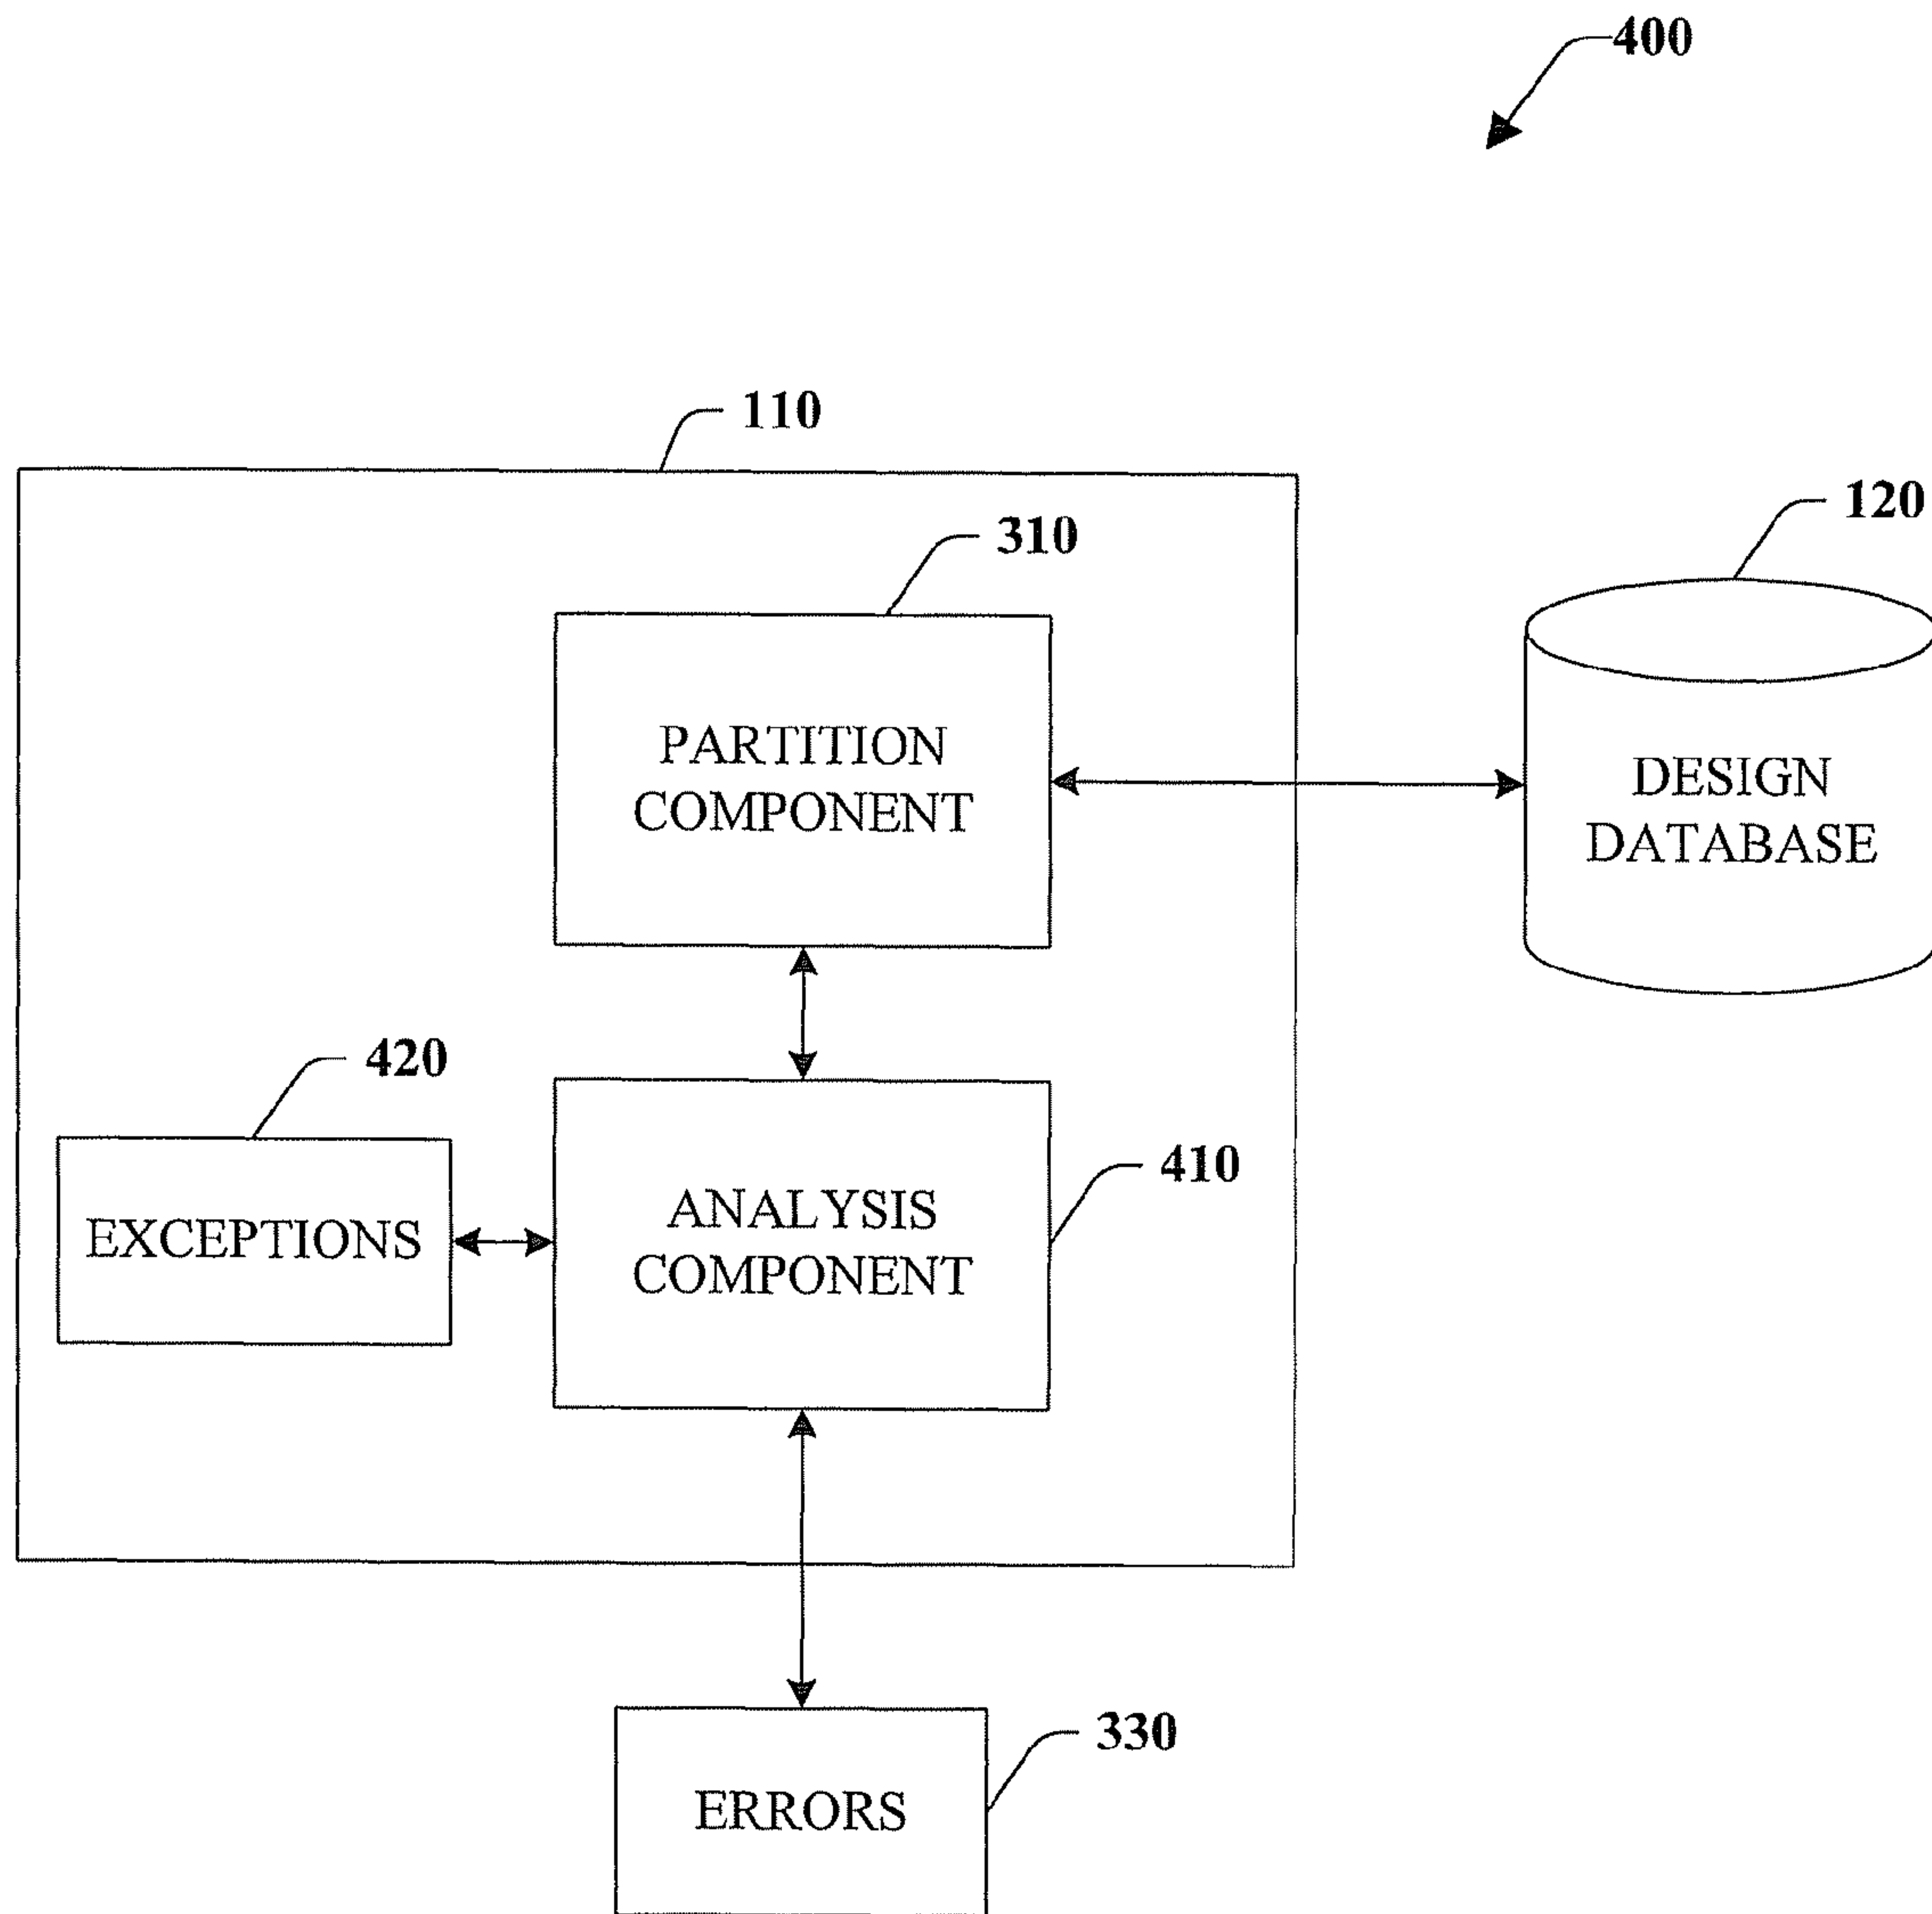 400
110
310
120
PARTITION
COMPONENT
DESIGN
DATABASE
420
410
EXCEPTIONS
ANALYSIS
COMPONENT
330
ERRORS